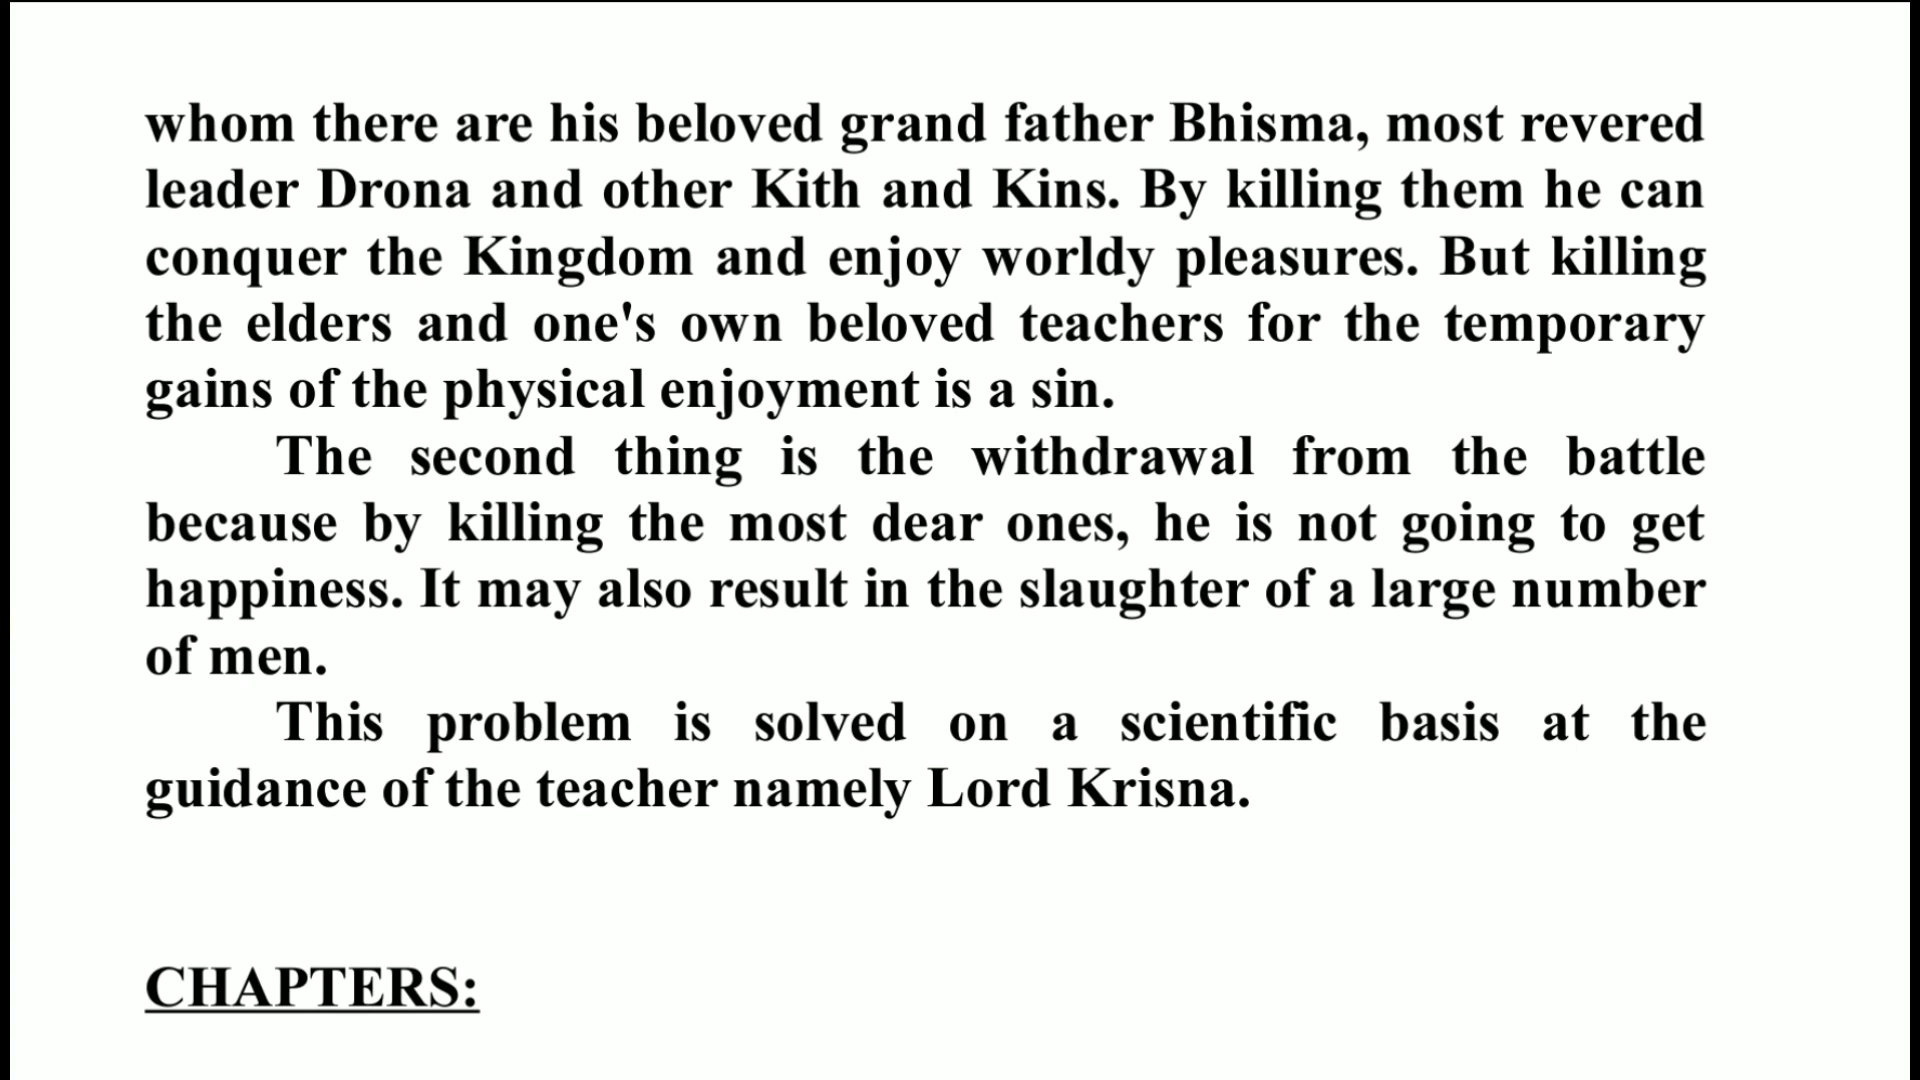 whom there are his beloved grand father Bhisma, most revered
leader Drona and other Kith and Kins. By killing them he can
conquer the Kingdom and enjoy worldy pleasures. But killing
the elders and one's own beloved teachers for the temporary
gains of the physical enjoyment is a sin.
The second thing is the withdrawal from the battle
because by killing the most dear ones, he is not going to get
happiness. It may also result in the slaughter of a large number
of men.
This problem is solved on a scientific basis at the
guidance of the teacher namely Lord Krisna.
CHAPTERS: